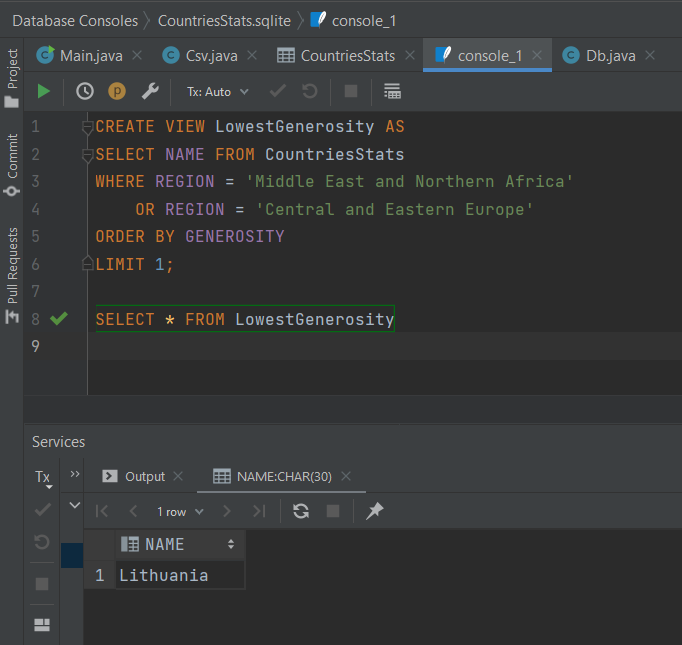 Database Consoles CountriesStats.sqlite console_1
Main.java Csv.java CountriesStats console_1 Db.java
Project
Commit
Pull Requests
Tx: Auto
1 CREATE VIEW LowestGenerosity AS
2 SELECT NAME FROM CountriesStats
3 WHERE REGION = 'Middle East and Northern Africa'
4 OR REGION = 'Central and Eastern Europe'
5 ORDER BY GENEROSITY
6 LIMIT 1;
7
8 SELECT * FROM LowestGenerosity
9
Services
Tx >> Output NAME:CHAR(30)
1 row
NAME
1 Lithuania